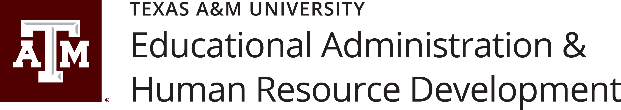 ATM
TEXAS A&M UNIVERSITY
Educational Administration &
Human Resource Development